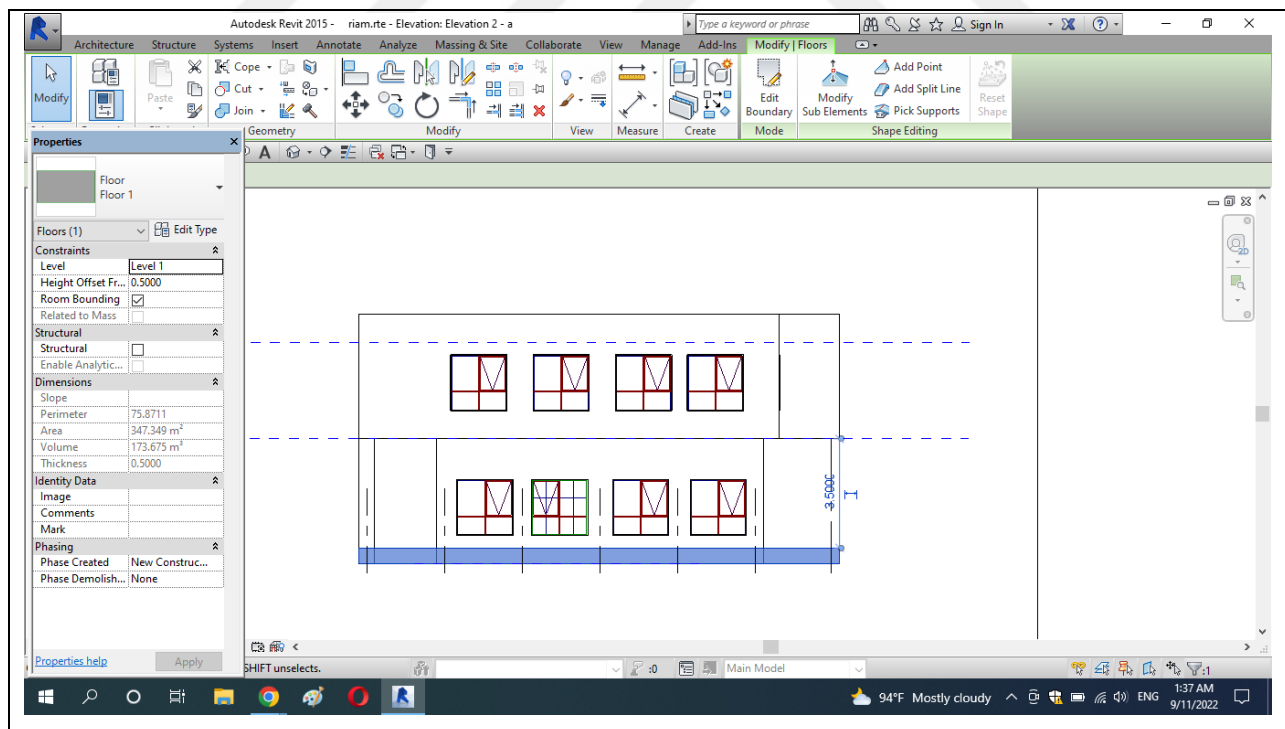 Autodesk Revit 2015 - riam.rte - Elevation: Elevation 2 - a
Type a keyword or phrase
Sign In
Architecture Structure Systems Insert Annotate Analyze Massing & Site Collaborate View Manage Add-Ins Modify | Floors
Modify
Paste
Cope
Cut
Join
Edit Boundary
Modify Sub Elements
Add Point
Add Split Line
Pick Supports
Reset Shape
Geometry Modify View Measure Create Mode Shape Editing
Properties
A
Floor
Floor 1
Floors (1) Edit Type
Constraints
Level Level 1
Height Offset Fr... 0.5000
Room Bounding
Related to Mass
Structural
Structural
Enable Analytic...
Dimensions
Slope
Perimeter 75.8711
Area 347.349 m²
Volume 173.675 m³
Thickness 0.5000
Identity Data
Image
Comments
Mark
Phasing
Phase Created New Construc...
Phase Demolish... None
Properties help Apply
2D
3.5000
SHIFT unselects.
:0
Main Model
:1
94°F Mostly cloudy
ENG
1:37 AM
9/11/2022